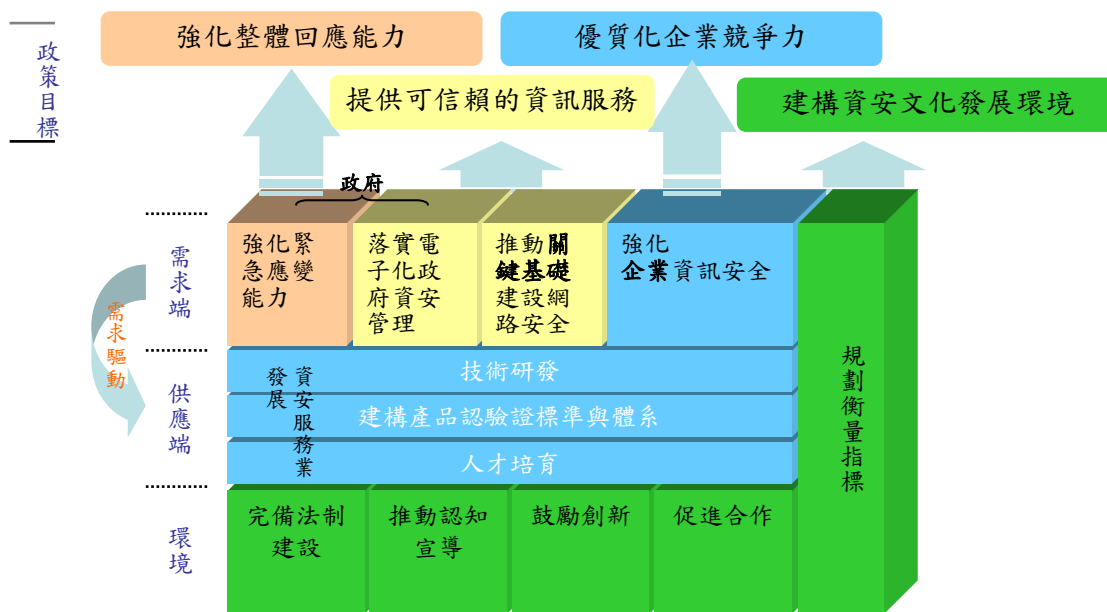 強化整體回應能力
優質化企業競爭力
政策目標
提供可信賴的資訊服務
建構資安文化發展環境
政府
需求端
強化緊
急應變
能力
落實電
子化政
府資安
管理
推動關
鍵基礎
建設網
路安全
強化
企業資訊安全
需求驅動
規劃衡量指標
供應端
發展
資安服務業
技術研發
建構產品認驗證標準與體系
人才培育
環境
完備法制
建設
推動認知
宣導
鼓勵創新
促進合作